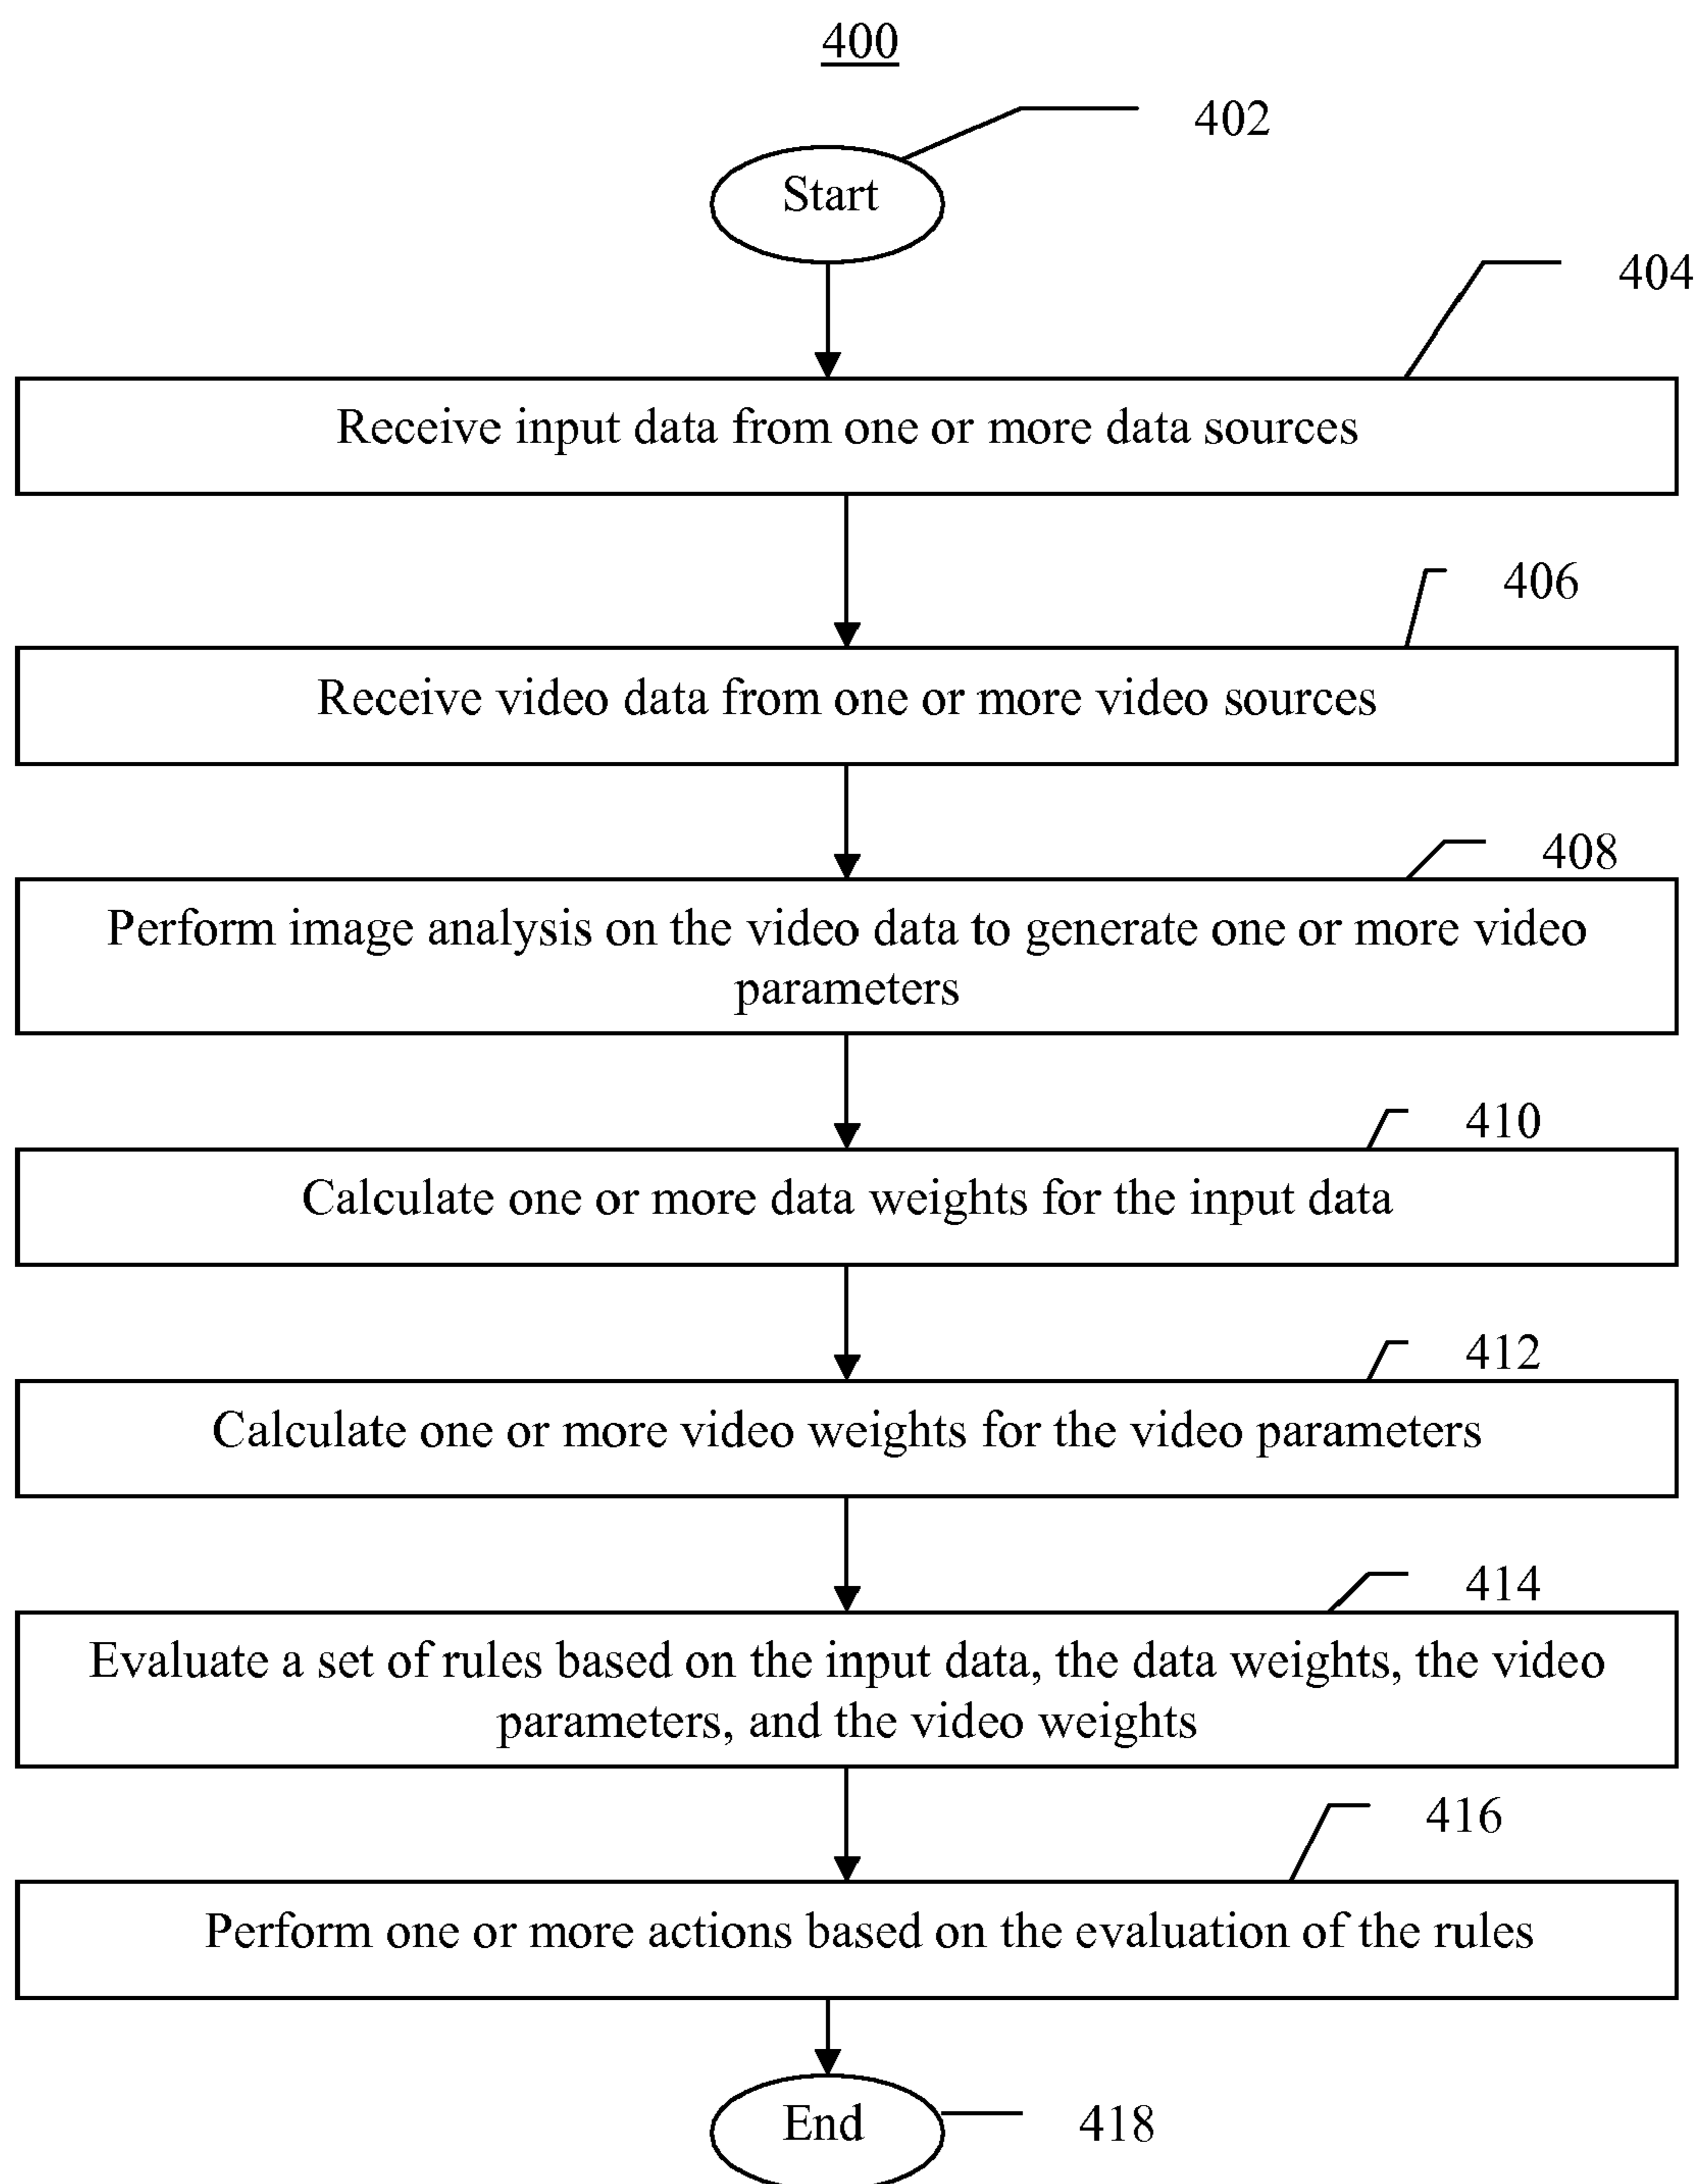 400
402
Start
404
Receive input data from one or more data sources
406
Receive video data from one or more video sources
408
Perform image analysis on the video data to generate one or more video
parameters
410
Calculate one or more data weights for the input data
412
Calculate one or more video weights for the video parameters
414
Evaluate a set of rules based on the input data, the data weights, the video
parameters, and the video weights
416
Perform one or more actions based on the evaluation of the rules
End
418